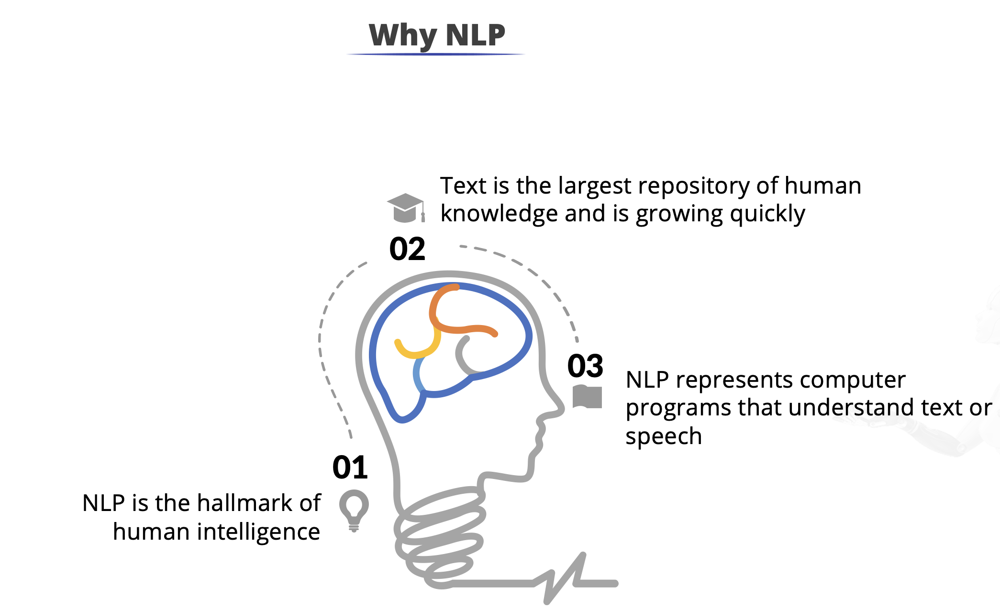 Why NLP
Text is the largest repository of human
knowledge and is growing quickly
02
03
NLP represents computer
programs that understand text or
speech
01
NLP is the hallmark of
human intelligence